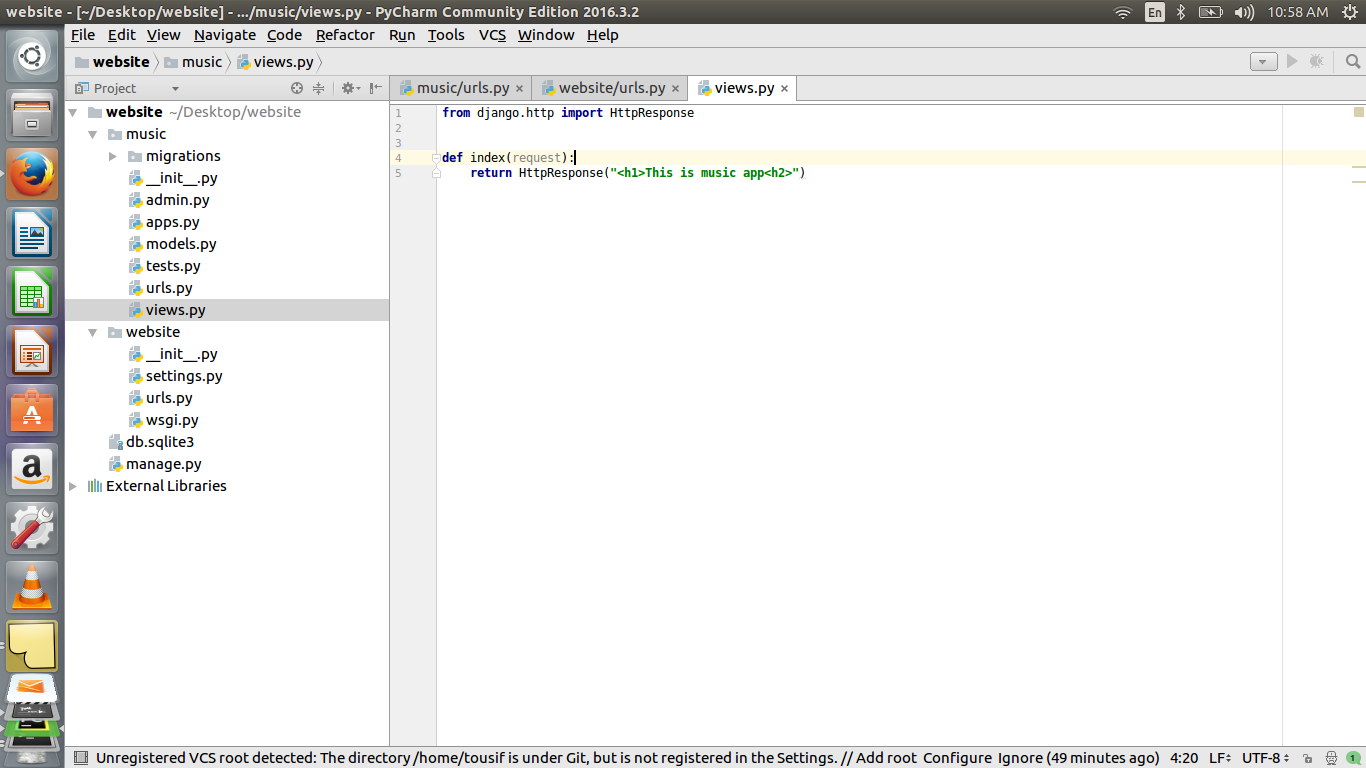 website - [~/Desktop/website] - .../music/views.py - PyCharm Community Edition 2016.3.2
En
10:58 AM
File Edit View Navigate Code Refactor Run Tools VCS Window Help
website music views.py
Project
music/urls.py × website/urls.py × views.py ×
website ~/Desktop/website
music
migrations
__init__.py
admin.py
apps.py
models.py
tests.py
urls.py
views.py
website
__init__.py
settings.py
urls.py
wsgi.py
db.sqlite3
manage.py
External Libraries
1 from django.http import HttpResponse
2
3
4 def index(request):
5 return HttpResponse("<h1>This is music app<h2>")
Unregistered VCS root detected: The directory /home/tousif is under Git, but is not registered in the Settings. // Add root Configure Ignore (49 minutes ago) 4:20 LF UTF-8 1